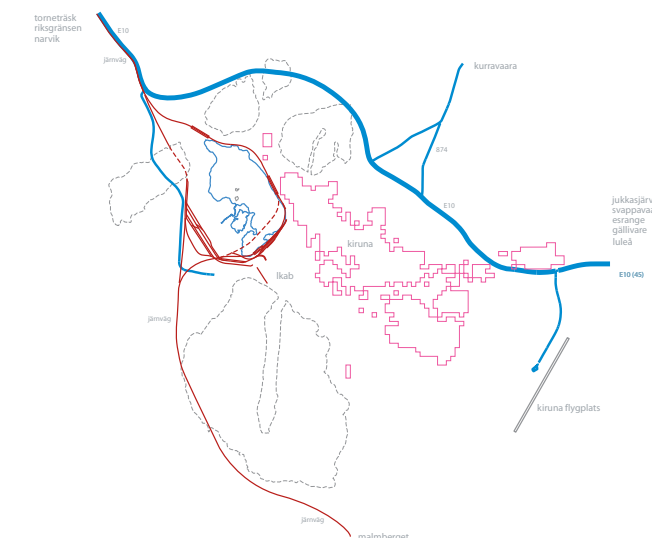 torneträsk
riksgränsen
narvik
E10
järnväg
kurravaara
874
E10
jukkasjärv
svappavaa
esrange
gällivare
luleå
kiruna
E10 (45)
lkab
järnväg
kiruna flygplats
järnväg
malmberget